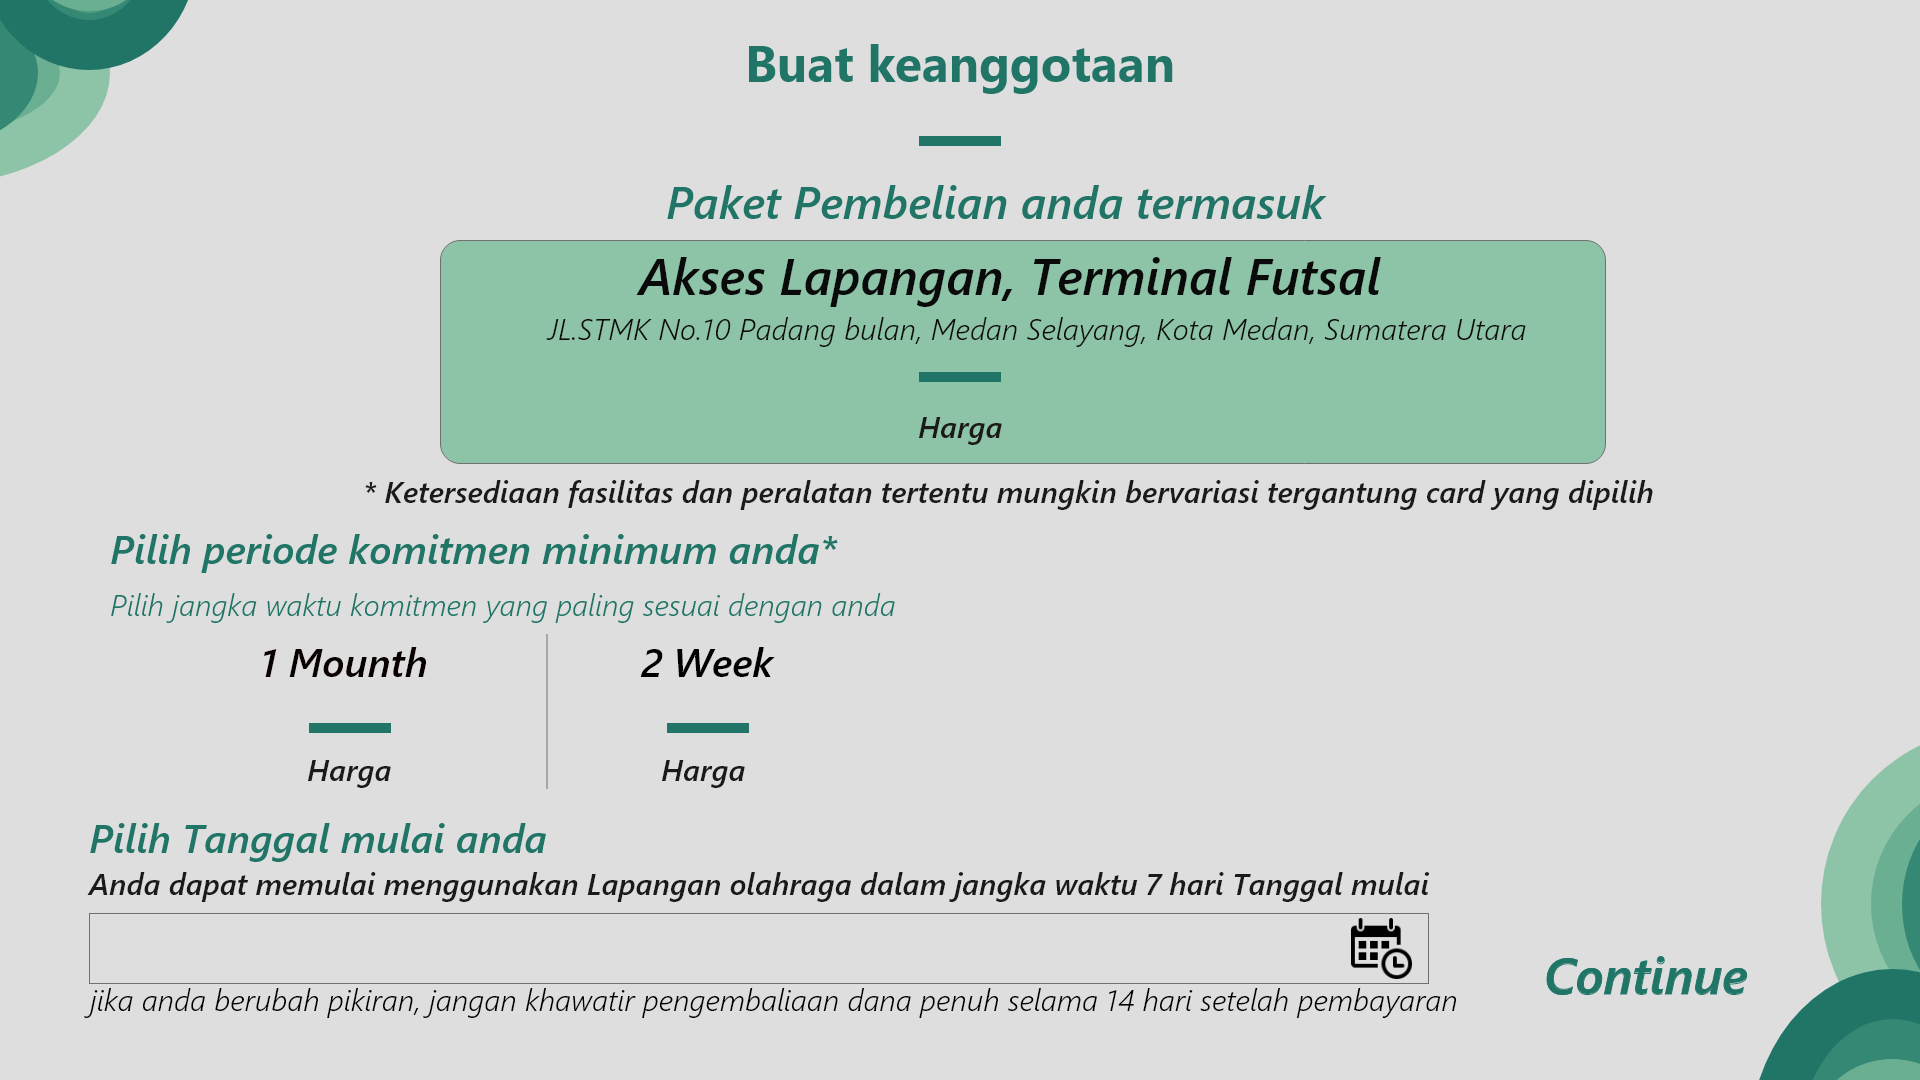 Buat keanggotaan
Paket Pembelian anda termasuk
Akses Lapangan, Terminal Futsal
JL.STMK No.10 Padang bulan, Medan Selayang, Kota Medan, Sumatera Utara
Harga
* Ketersediaan fasilitas dan peralatan tertentu mungkin bervariasi tergantung card yang dipilih
Pilih periode komitmen minimum anda*
Pilih jangka waktu komitmen yang paling sesuai dengan anda
1 Mounth
2 Week
Harga
Harga
Pilih Tanggal mulai anda
Anda dapat memulai menggunakan Lapangan olahraga dalam jangka waktu 7 hari Tanggal mulai
jika anda berubah pikiran, jangan khawatir pengembaliaan dana penuh selama 14 hari setelah pembayaran
Continue